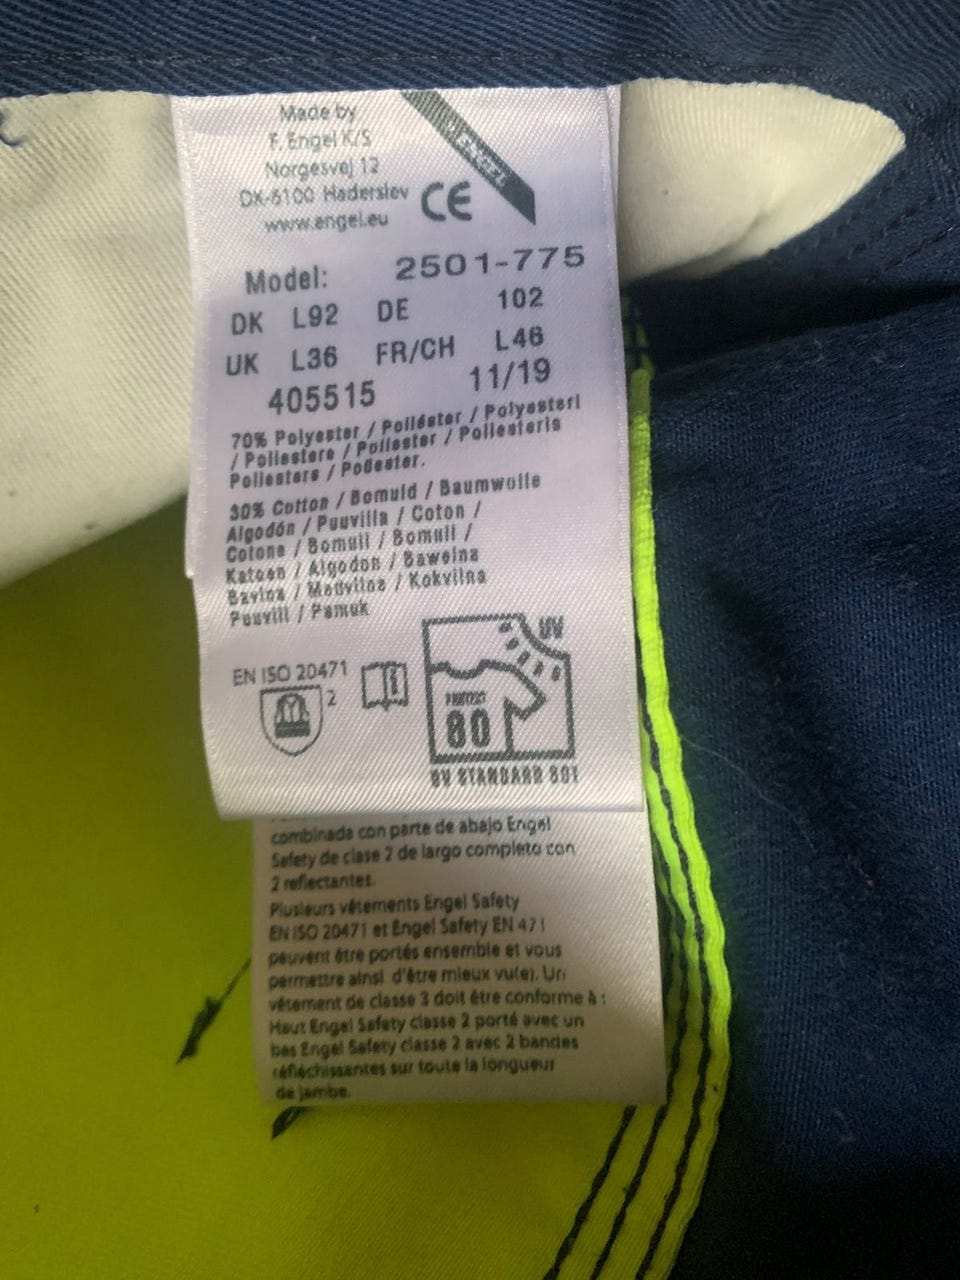 Made by
F. Engel K/S
Norgesvej 12
DK-6100 Haderslev
www.engel.eu
ENGEL
CE
Model: 2501-775
DK L92 DE 102
UK L36 FR/CH L46
405515 11/19
70% Polyester / Poliéster / Polyesteri
/ Poliestere / Poliester / Poliesteris
Poliesters / Polüester.
30% Cotton / Bomuld / Baumwolle
Algodón / Puuvilla / Coton /
Cotone / Bomull / Bomull /
Katoen / Algodon / Bawelna
Bavlna / Medvilne / Kokvilna
Puuvill / Pamuk
EN ISO 20471
2
i
UV
PROTECT
80
UV STANDARD 801
combinada con parte de abajo Engel
Safety de clase 2 de largo completo con
2 reflectantes.
Plusieurs vêtements Engel Safety
EN ISO 20471 et Engel Safety EN 471
peuvent être portés ensemble et vous
permettre ainsi d'être mieux vu(e). Un
vêtement de classe 3 doit être conforme à :
Haut Engel Safety classe 2 porté avec un
bas Engel Safety classe 2 avec 2 bandes
réfléchissantes sur toute la longueur
de jambe.